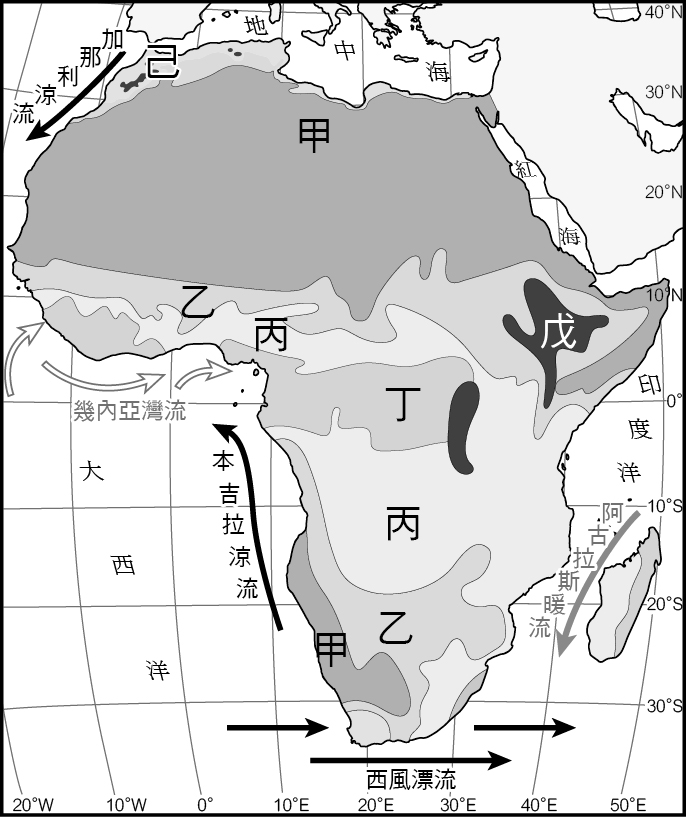 40°N
30°N
20°N
10°N
0°
10°S
20°S
30°S
地中海
加那利涼流
己
甲
紅海
乙
丙
戊
幾內亞灣流
丁
印度洋
本吉拉涼流
大西洋
丙
阿古拉斯暖流
乙
甲
西風漂流
20°W
10°W
0°
10°E
20°E
30°E
40°E
50°E